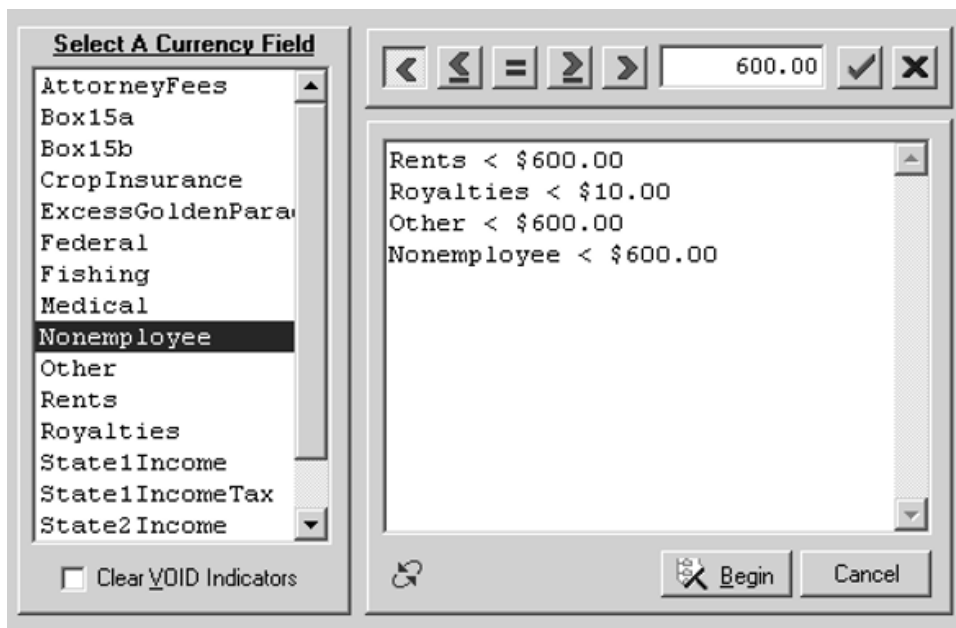 Select A Currency Field
AttorneyFees
Box15a
Box15b
CropInsurance
ExcessGoldenPara
Federal
Fishing
Medical
Nonemployee
Other
Rents
Royalties
State1Income
State1IncomeTax
State2Income
Clear VOID Indicators
< ≤ = ≥ > 600.00
Rents < $600.00
Royalties < $10.00
Other < $600.00
Nonemployee < $600.00
Begin
Cancel